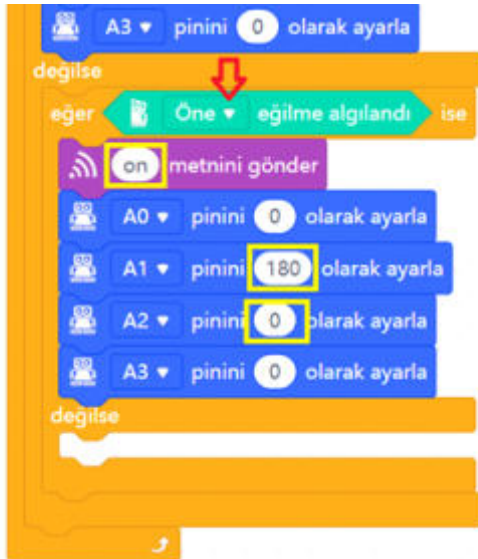 A3 pinini 0 olarak ayarla
değilse
eğer Öne eğilme algılandı ise
on metnini gönder
A0 pinini 0 olarak ayarla
A1 pinini 180 olarak ayarla
A2 pinini 0 olarak ayarla
A3 pinini 0 olarak ayarla
değilse